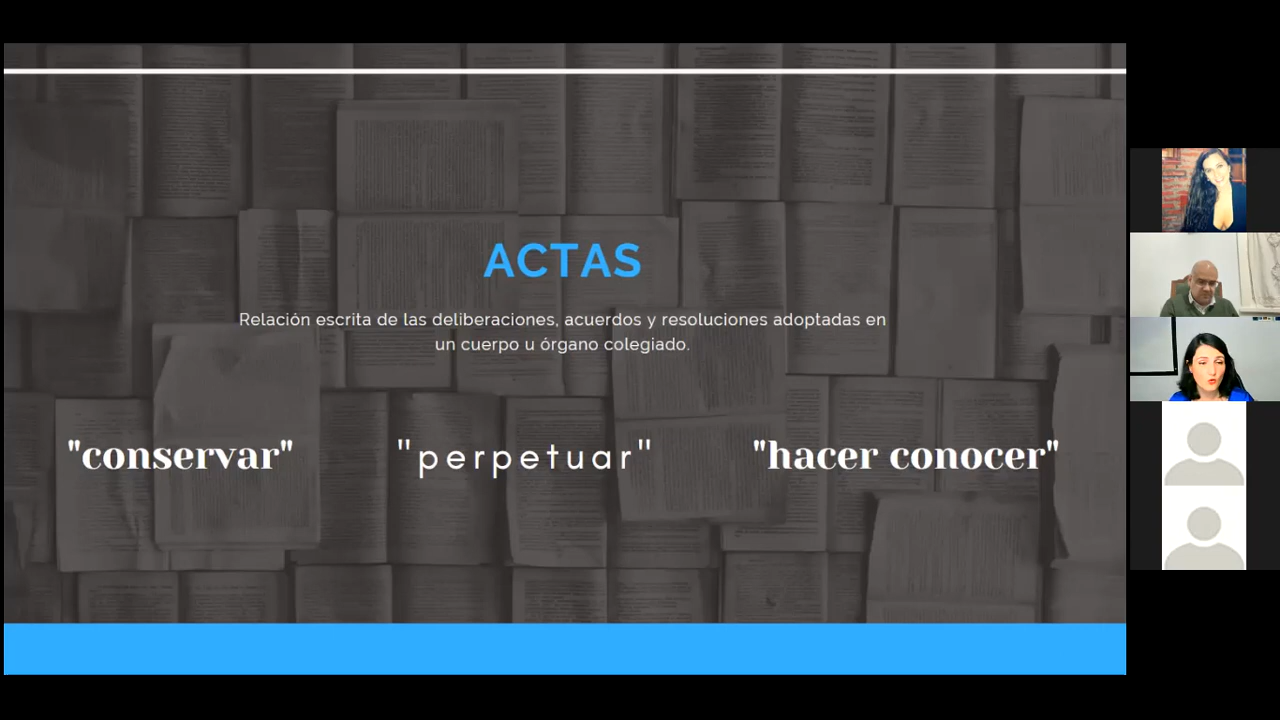 ACTAS
Relación escrita de las deliberaciones, acuerdos y resoluciones adoptadas en
un cuerpo u órgano colegiado.
"conservar" "perpetuar" "hacer conocer"